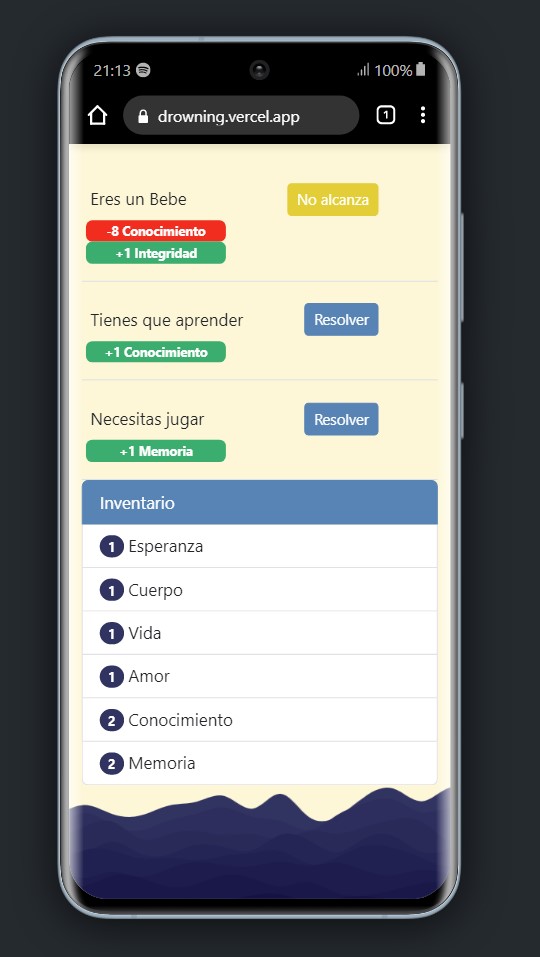 21:13 100%
drowning.vercel.app 1
Eres un Bebe No alcanza
-8 Conocimiento
+1 Integridad
Tienes que aprender Resolver
+1 Conocimiento
Necesitas jugar Resolver
+1 Memoria
Inventario
1 Esperanza
1 Cuerpo
1 Vida
1 Amor
2 Conocimiento
2 Memoria